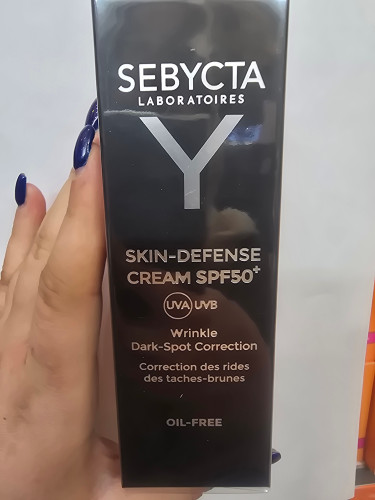 SEBYCTA
LABORATOIRES
Y
SKIN-DEFENSE
CREAM SPF50+
UVA UVB
Wrinkle
Dark-Spot Correction
Correction des rides
des taches-brunes
OIL-FREE